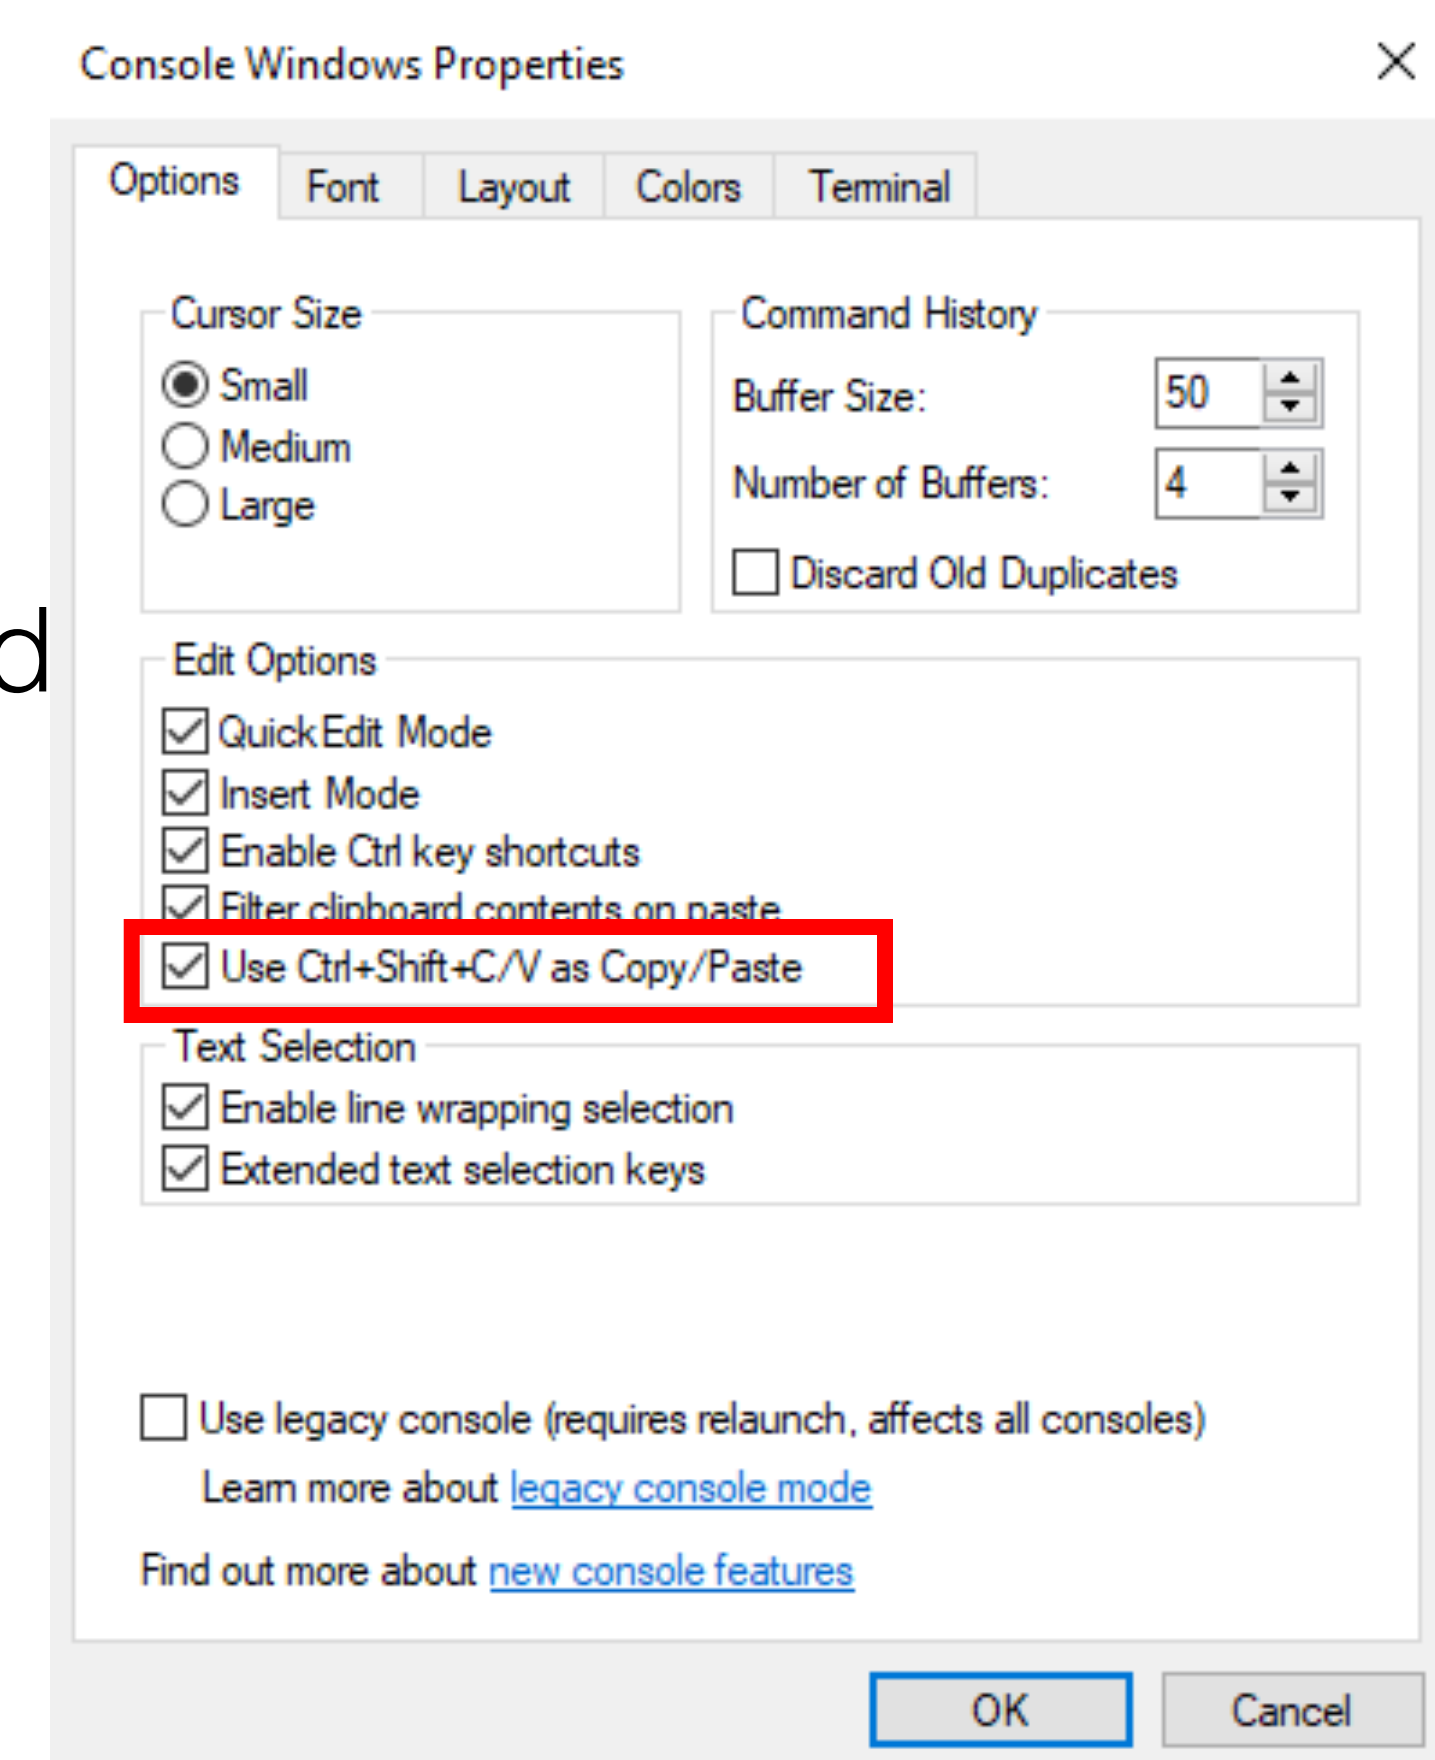 Console Windows Properties
Options Font Layout Colors Terminal
Cursor Size
Small
Medium
Large
Command History
Buffer Size: 50
Number of Buffers: 4
Discard Old Duplicates
d
Edit Options
QuickEdit Mode
Insert Mode
Enable Ctrl key shortcuts
Filter clipboard contents on paste
Use Ctrl+Shift+C/V as Copy/Paste
Text Selection
Enable line wrapping selection
Extended text selection keys
Use legacy console (requires relaunch, affects all consoles)
Learn more about legacy console mode
Find out more about new console features
OK Cancel